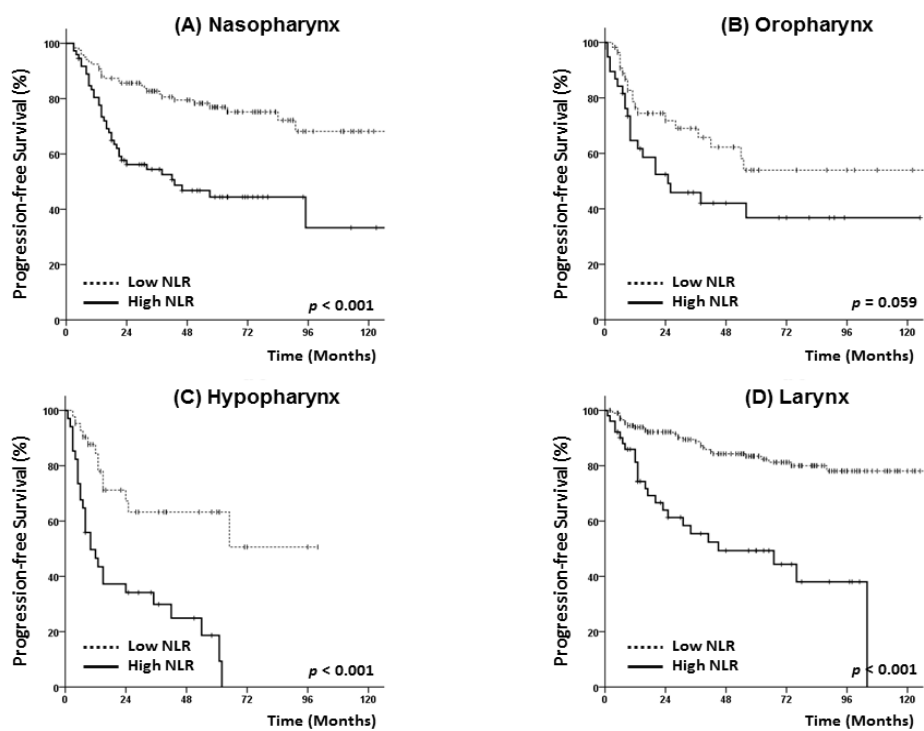 (A) Nasopharynx
Progression-free Survival (%)
100
80
60
40
20
0
Low NLR
High NLR
p < 0.001
0 24 48 72 96 120
Time (Months)
(B) Oropharynx
Progression-free Survival (%)
100
80
60
40
20
0
Low NLR
High NLR
p = 0.059
0 24 48 72 96 120
Time (Months)
(C) Hypopharynx
Progression-free Survival (%)
100
80
60
40
20
0
Low NLR
High NLR
p < 0.001
0 24 48 72 96 120
Time (Months)
(D) Larynx
Progression-free Survival (%)
100
80
60
40
20
0
Low NLR
High NLR
p < 0.001
0 24 48 72 96 120
Time (Months)